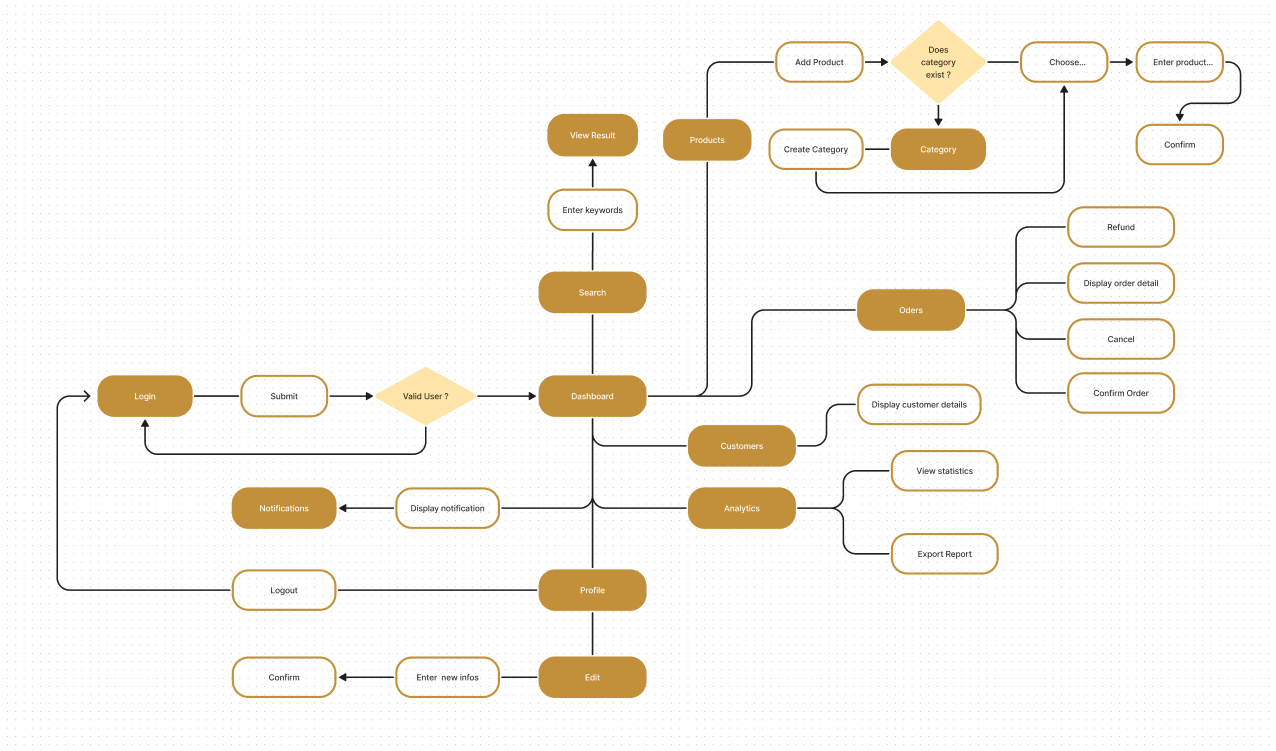 Does
category
exist ?
Add Product
Choose...
Enter product...
View Result
Products
Create Category
Category
Confirm
Enter keywords
Refund
Search
Display order detail
Oders
Cancel
Login
Submit
Valid User ?
Dashboard
Confirm Order
Display customer details
Customers
View statistics
Notifications
Display notification
Analytics
Export Report
Logout
Profile
Confirm
Enter new infos
Edit